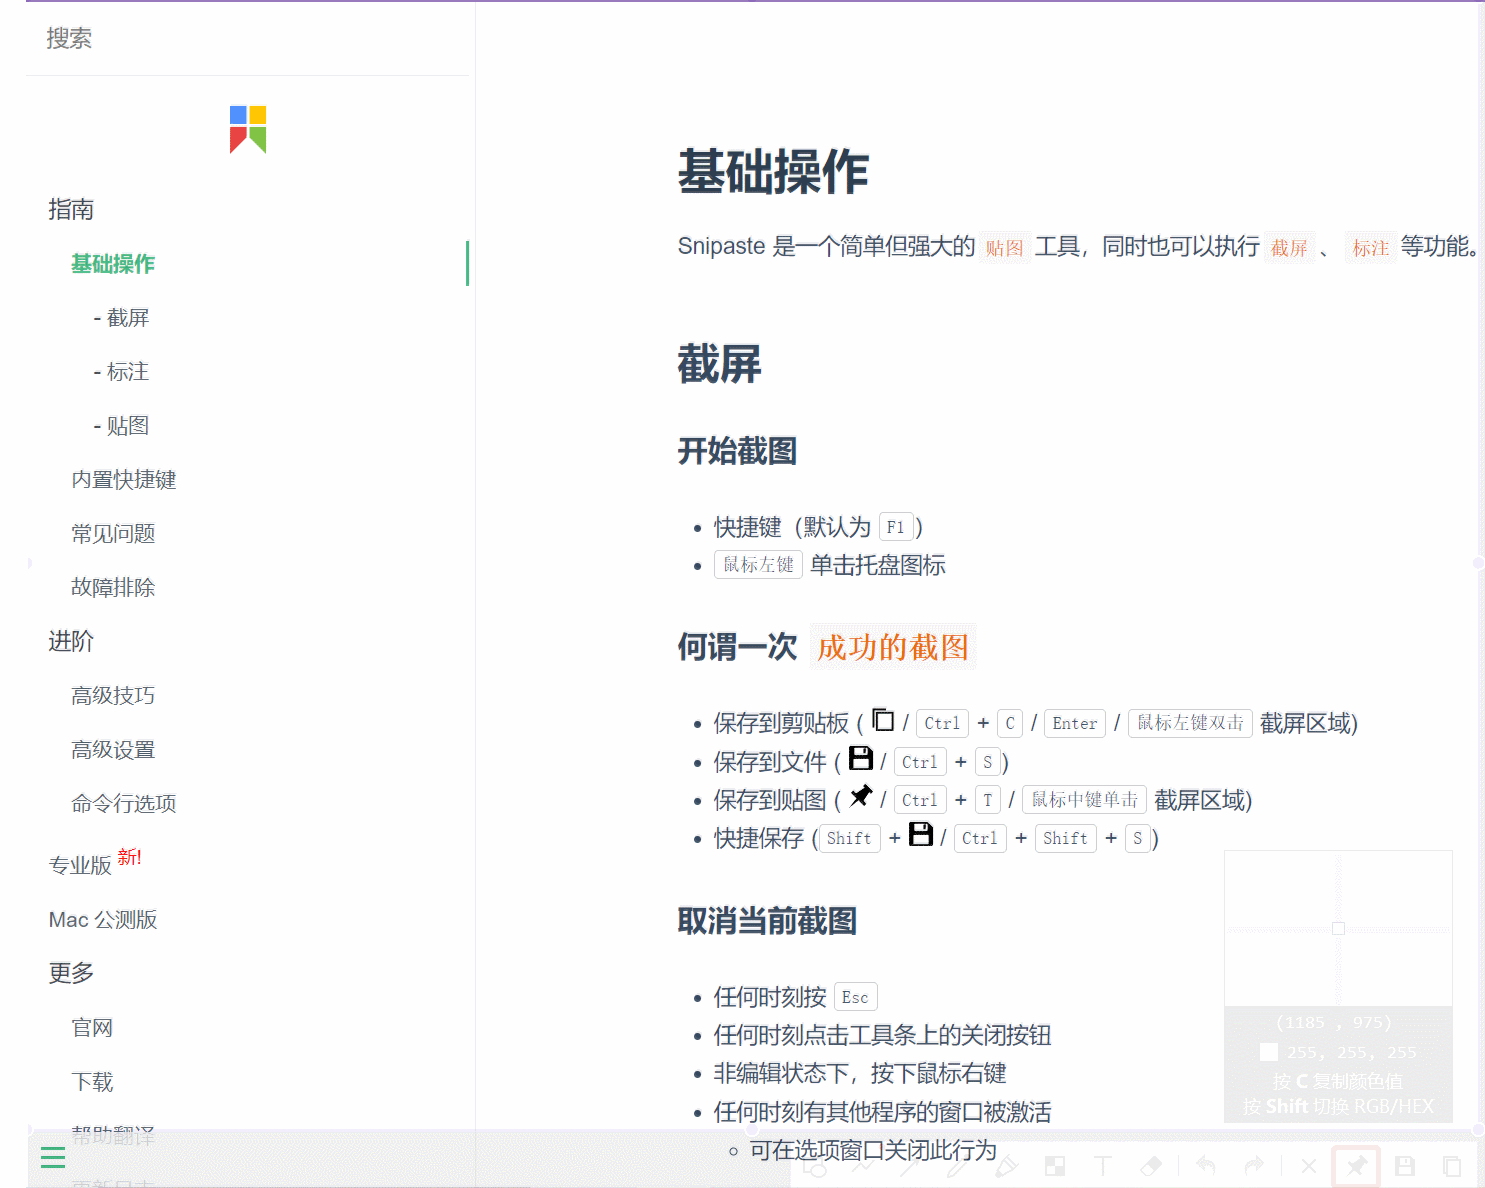 搜索
指南
基础操作
- 截屏
- 标注
- 贴图
内置快捷键
常见问题
故障排除
进阶
高级技巧
高级设置
命令行选项
专业版 新!
Mac 公测版
更多
官网
下载
帮助翻译
更新日志
基础操作
Snipaste 是一个简单但强大的 贴图 工具，同时也可以执行 截屏 、 标注 等功能。
截屏
开始截图
快捷键（默认为 F1）
鼠标左键 单击托盘图标
何谓一次 成功的截图
保存到剪贴板 ( / Ctrl + C / Enter / 鼠标左键双击 截屏区域)
保存到文件 ( / Ctrl + S)
保存到贴图 ( / Ctrl + T / 鼠标中键单击 截屏区域)
快捷保存 (Shift + / Ctrl + Shift + S)
取消当前截图
任何时刻按 Esc
任何时刻点击工具条上的关闭按钮
非编辑状态下，按下鼠标右键
任何时刻有其他程序的窗口被激活
可在选项窗口关闭此行为
(1185 , 975)
255, 255, 255
按 C 复制颜色值
按 Shift 切换 RGB/HEX